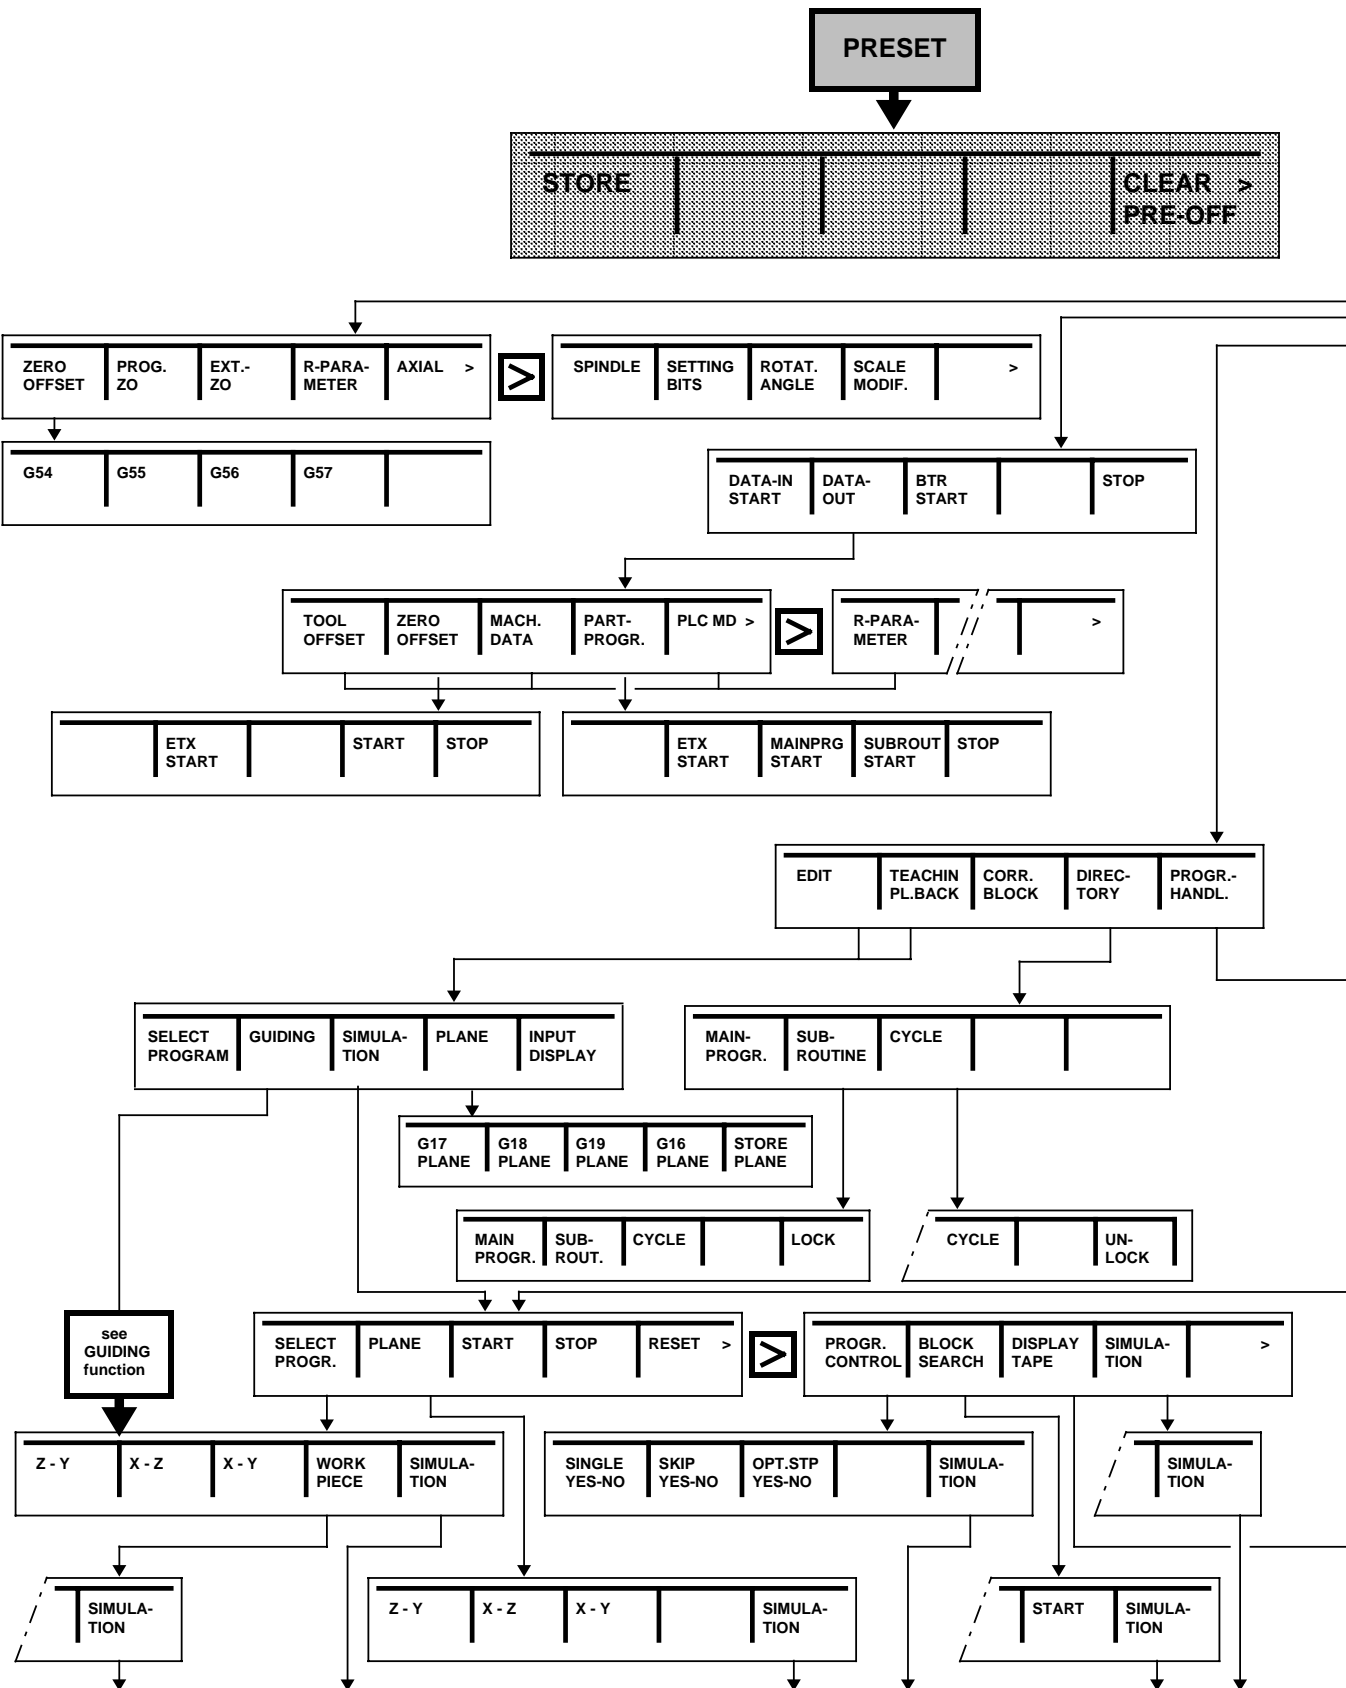 PRESET
STORE
CLEAR >
PRE-OFF
ZERO OFFSET
PROG. ZO
EXT.- ZO
R-PARA- METER
AXIAL >
>
SPINDLE
SETTING BITS
ROTAT. ANGLE
SCALE MODIF.
>
G54
G55
G56
G57
DATA-IN START
DATA- OUT
BTR START
STOP
TOOL OFFSET
ZERO OFFSET
MACH. DATA
PART- PROGR.
PLC MD >
>
R-PARA- METER
>
ETX START
START
STOP
ETX START
MAINPRG START
SUBROUT START
STOP
EDIT
TEACHIN PL.BACK
CORR. BLOCK
DIREC- TORY
PROGR.- HANDL.
SELECT PROGRAM
GUIDING
SIMULA- TION
PLANE
INPUT DISPLAY
MAIN- PROGR.
SUB- ROUTINE
CYCLE
G17 PLANE
G18 PLANE
G19 PLANE
G16 PLANE
STORE PLANE
MAIN PROGR.
SUB- ROUT.
CYCLE
LOCK
CYCLE
UN- LOCK
see
GUIDING
function
SELECT PROGR.
PLANE
START
STOP
RESET >
>
PROGR. CONTROL
BLOCK SEARCH
DISPLAY TAPE
SIMULA- TION
>
Z - Y
X - Z
X - Y
WORK PIECE
SIMULA- TION
SINGLE YES-NO
SKIP YES-NO
OPT.STP YES-NO
SIMULA- TION
SIMULA- TION
SIMULA- TION
Z - Y
X - Z
X - Y
SIMULA- TION
START
SIMULA- TION